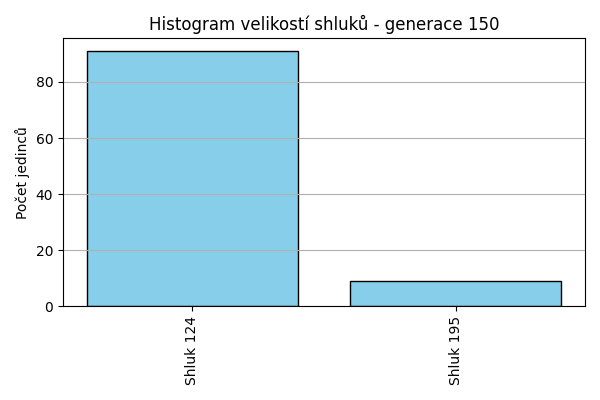 Histogram velikostí shluků - generace 150
Počet jedinců
80
60
40
20
0
Shluk 124
Shluk 195